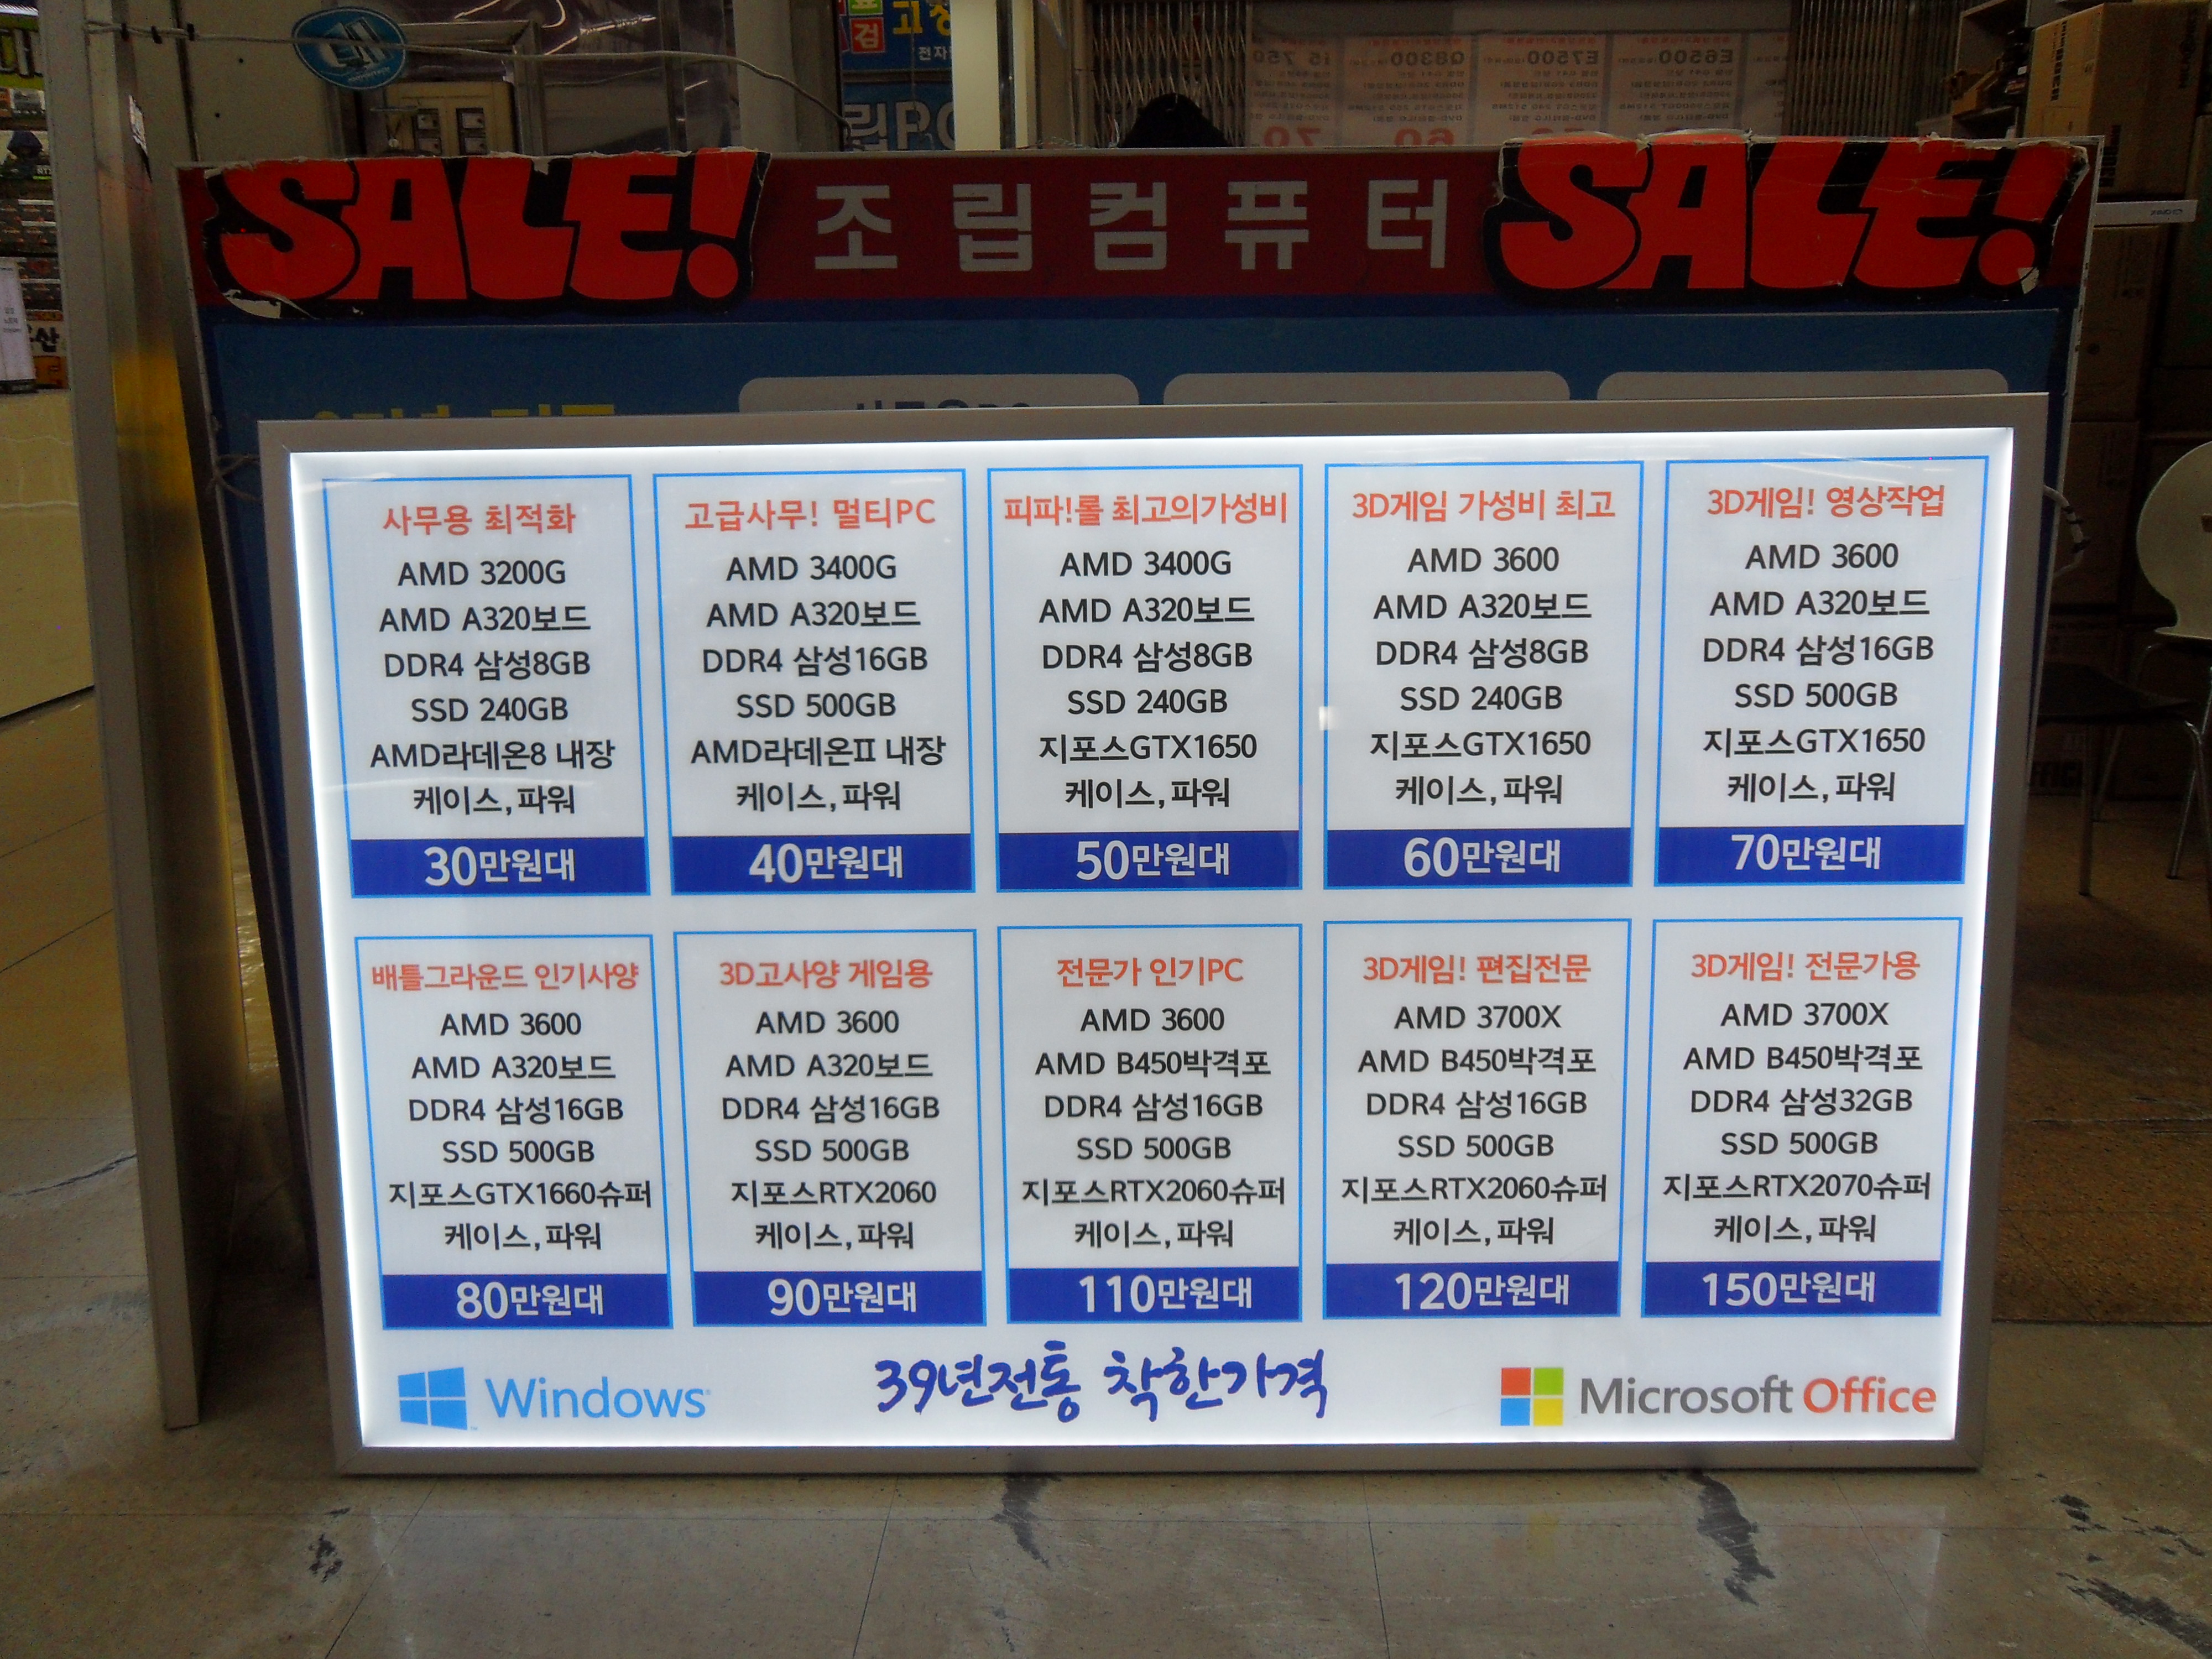 검
전자
립PC
i5 750
Q8300
E7500
E6500
70
60
SALE! 조립컴퓨터 SALE!
사무용 최적화
AMD 3200G
AMD A320보드
DDR4 삼성8GB
SSD 240GB
AMD라데온8 내장
케이스,파워
30만원대
고급사무! 멀티PC
AMD 3400G
AMD A320보드
DDR4 삼성16GB
SSD 500GB
AMD라데온II 내장
케이스,파워
40만원대
피파!롤 최고의가성비
AMD 3400G
AMD A320보드
DDR4 삼성8GB
SSD 240GB
지포스GTX1650
케이스,파워
50만원대
3D게임 가성비 최고
AMD 3600
AMD A320보드
DDR4 삼성8GB
SSD 240GB
지포스GTX1650
케이스,파워
60만원대
3D게임! 영상작업
AMD 3600
AMD A320보드
DDR4 삼성16GB
SSD 500GB
지포스GTX1650
케이스,파워
70만원대
배틀그라운드 인기사양
AMD 3600
AMD A320보드
DDR4 삼성16GB
SSD 500GB
지포스GTX1660슈퍼
케이스,파워
80만원대
3D고사양 게임용
AMD 3600
AMD A320보드
DDR4 삼성16GB
SSD 500GB
지포스RTX2060
케이스,파워
90만원대
전문가 인기PC
AMD 3600
AMD B450박격포
DDR4 삼성16GB
SSD 500GB
지포스RTX2060슈퍼
케이스,파워
110만원대
3D게임! 편집전문
AMD 3700X
AMD B450박격포
DDR4 삼성16GB
SSD 500GB
지포스RTX2060슈퍼
케이스,파워
120만원대
3D게임! 전문가용
AMD 3700X
AMD B450박격포
DDR4 삼성32GB
SSD 500GB
지포스RTX2070슈퍼
케이스,파워
150만원대
Windows
39년전통 착한가격
Microsoft Office